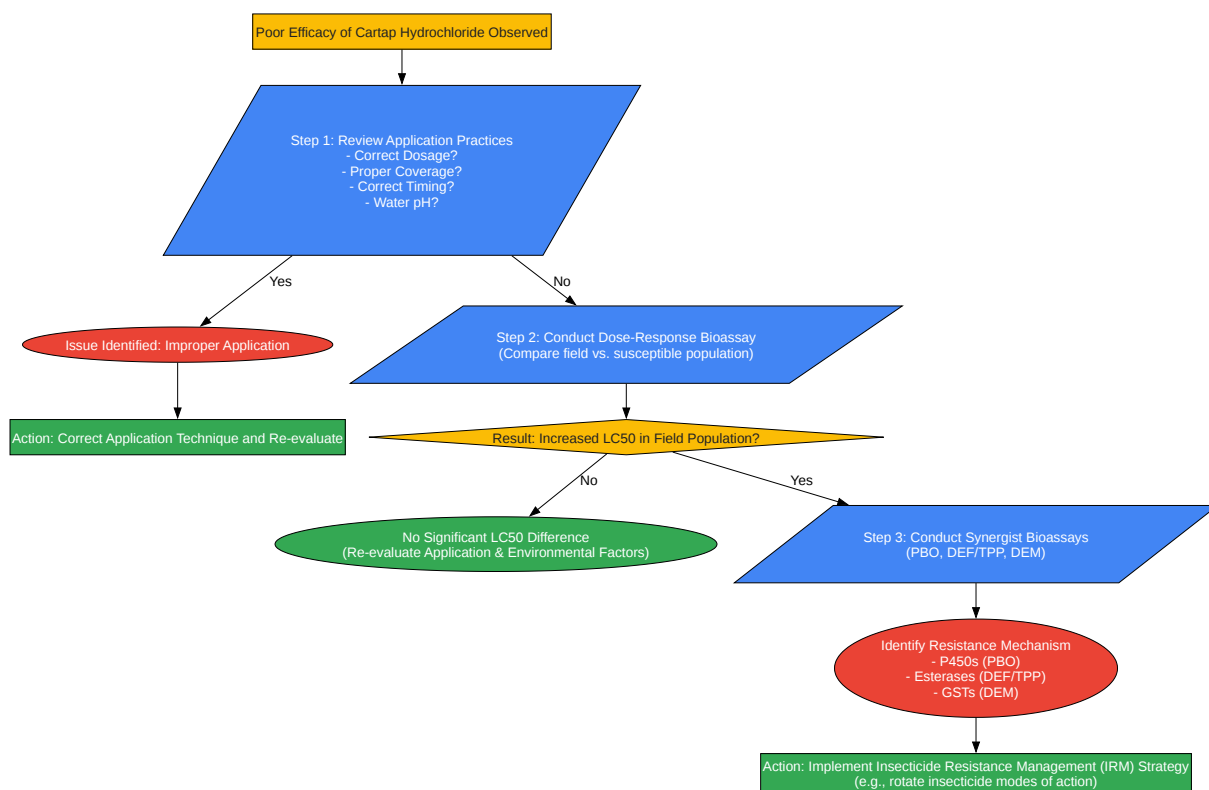 Poor Efficacy of Cartap Hydrochloride Observed
Step 1: Review Application Practices
- Correct Dosage?
- Proper Coverage?
- Correct Timing?
- Water pH?
Yes
No
Issue Identified: Improper Application
Step 2: Conduct Dose-Response Bioassay
(Compare field vs. susceptible population)
Action: Correct Application Technique and Re-evaluate
Result: Increased LC50 in Field Population?
No
Yes
No Significant LC50 Difference
(Re-evaluate Application & Environmental Factors)
Step 3: Conduct Synergist Bioassays
(PBO, DEF/TPP, DEM)
Identify Resistance Mechanism
- P450s (PBO)
- Esterases (DEF/TPP)
- GSTs (DEM)
Action: Implement Insecticide Resistance Management (IRM) Strategy
(e.g., rotate insecticide modes of action)